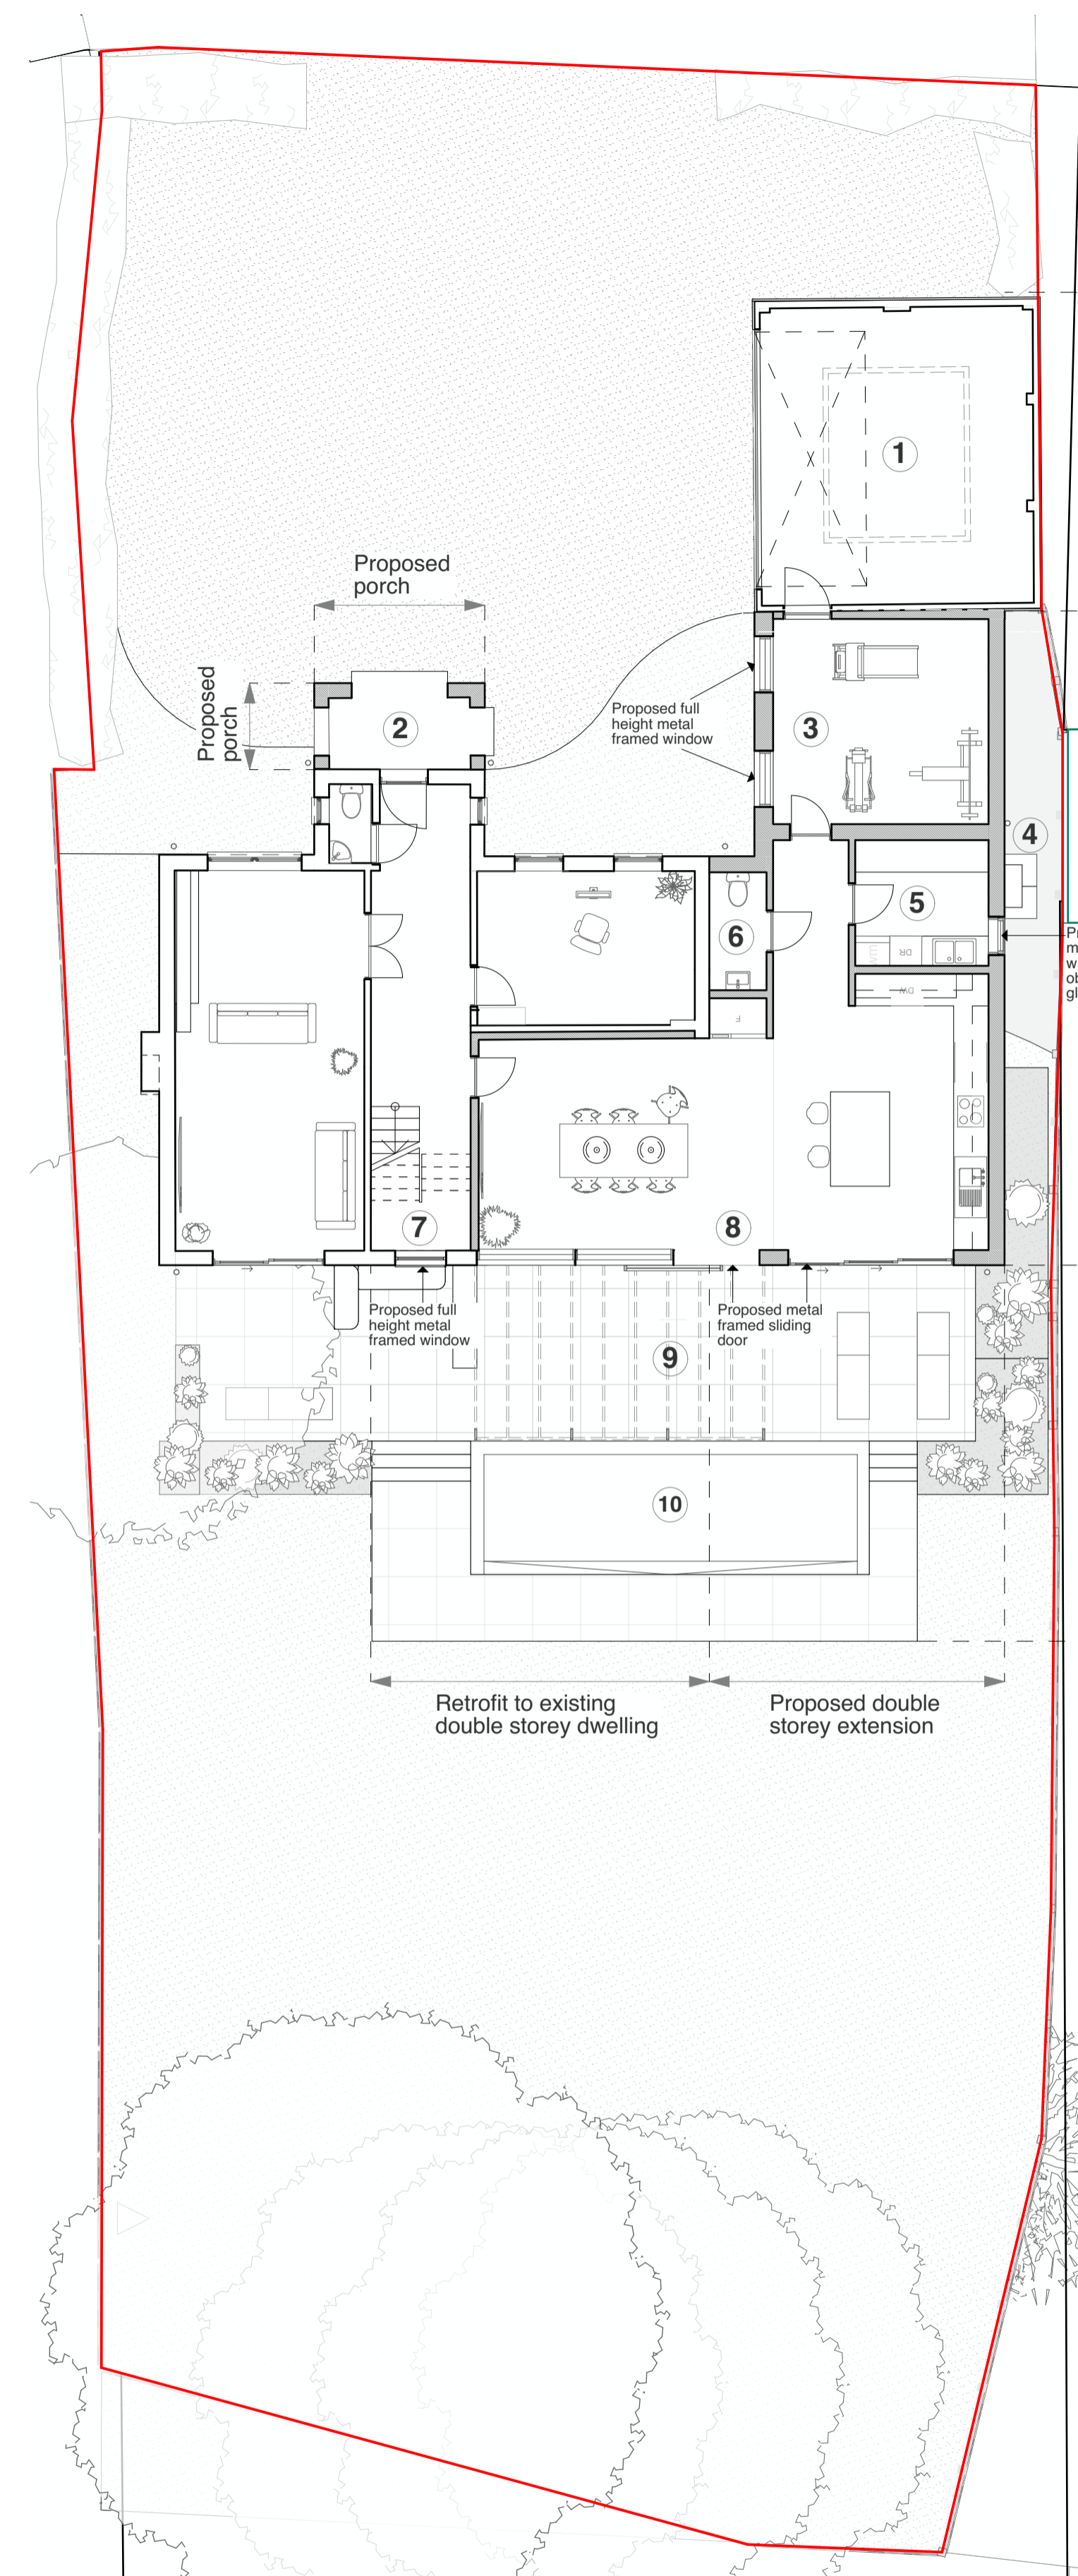 1
Proposed
porch
Proposed
porch
2
Proposed full
height metal
framed window
3
4
5
DR
6
DW
F
7
8
Proposed full
height metal
framed window
Proposed metal
framed sliding
door
9
10
Retrofit to existing
double storey dwelling
Proposed double
storey extension